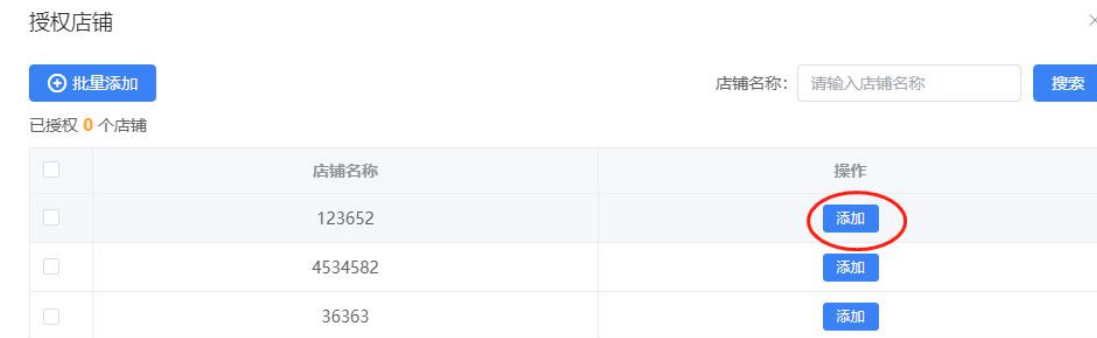 授权店铺
批量添加 店铺名称: 请输入店铺名称 搜索
已授权 0 个店铺
店铺名称 操作
123652 添加
4534582 添加
36363 添加